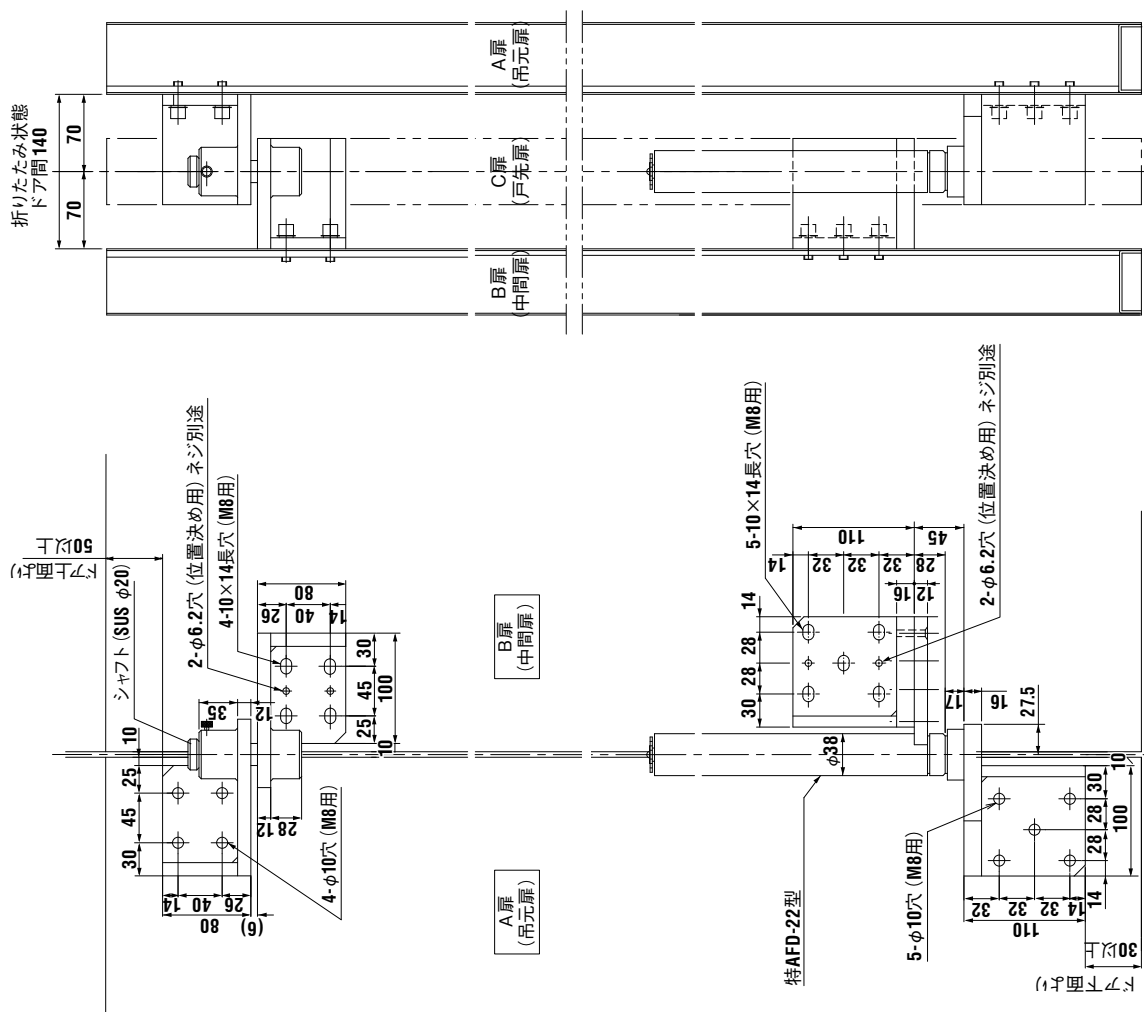 折りたたみ状態
ドア間140
70
70
A扉
(吊元扉)
C扉
(戸先扉)
B扉
(中間扉)
ドア上面より
50以上
シャフト(SUS φ20)
2-φ6.2穴(位置決め用)ネジ別途
4-10×14長穴(M8用)
80
26
40
14
30
45
100
25
10
35
12
10
25
45
30
12
28
4-φ10穴(M8用)
14
40
26
80
(6)
B扉
(中間扉)
A扉
(吊元扉)
5-10×14長穴(M8用)
110
45
14
32
32
32
28
16
12
14
28
28
30
2-φ6.2穴(位置決め用)ネジ別途
17
16
27.5
φ38
特AFD-22型
10
30
28
100
28
14
5-φ10穴(M8用)
32
32
32
14
110
30以上
ドア下面より